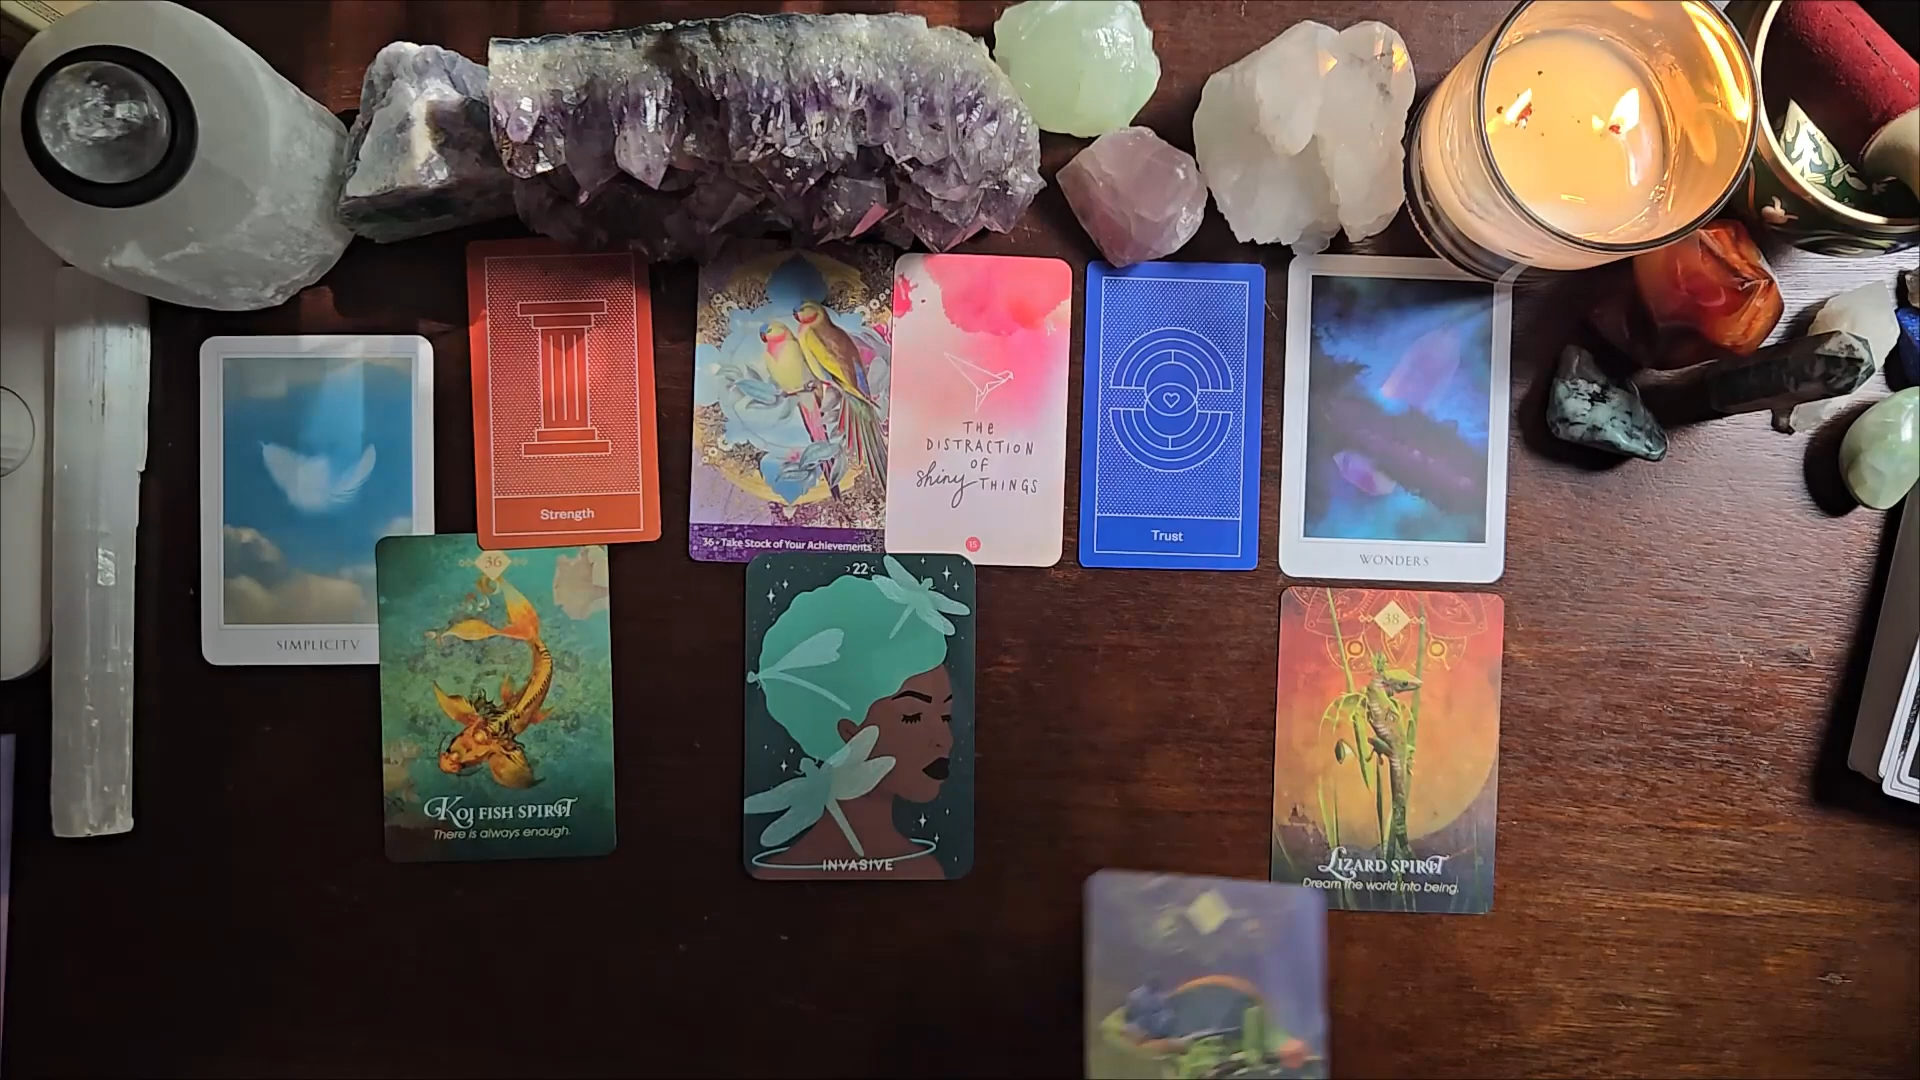 SIMPLICITY
Strength
36 • Take Stock of Your Achievements
THE
DISTRACTION
OF
shiny THINGS
15
Trust
WONDERS
36
KOI FISH SPIRIT
There is always enough.
22
INVASIVE
38
LIZARD SPIRIT
Dream the world into being.